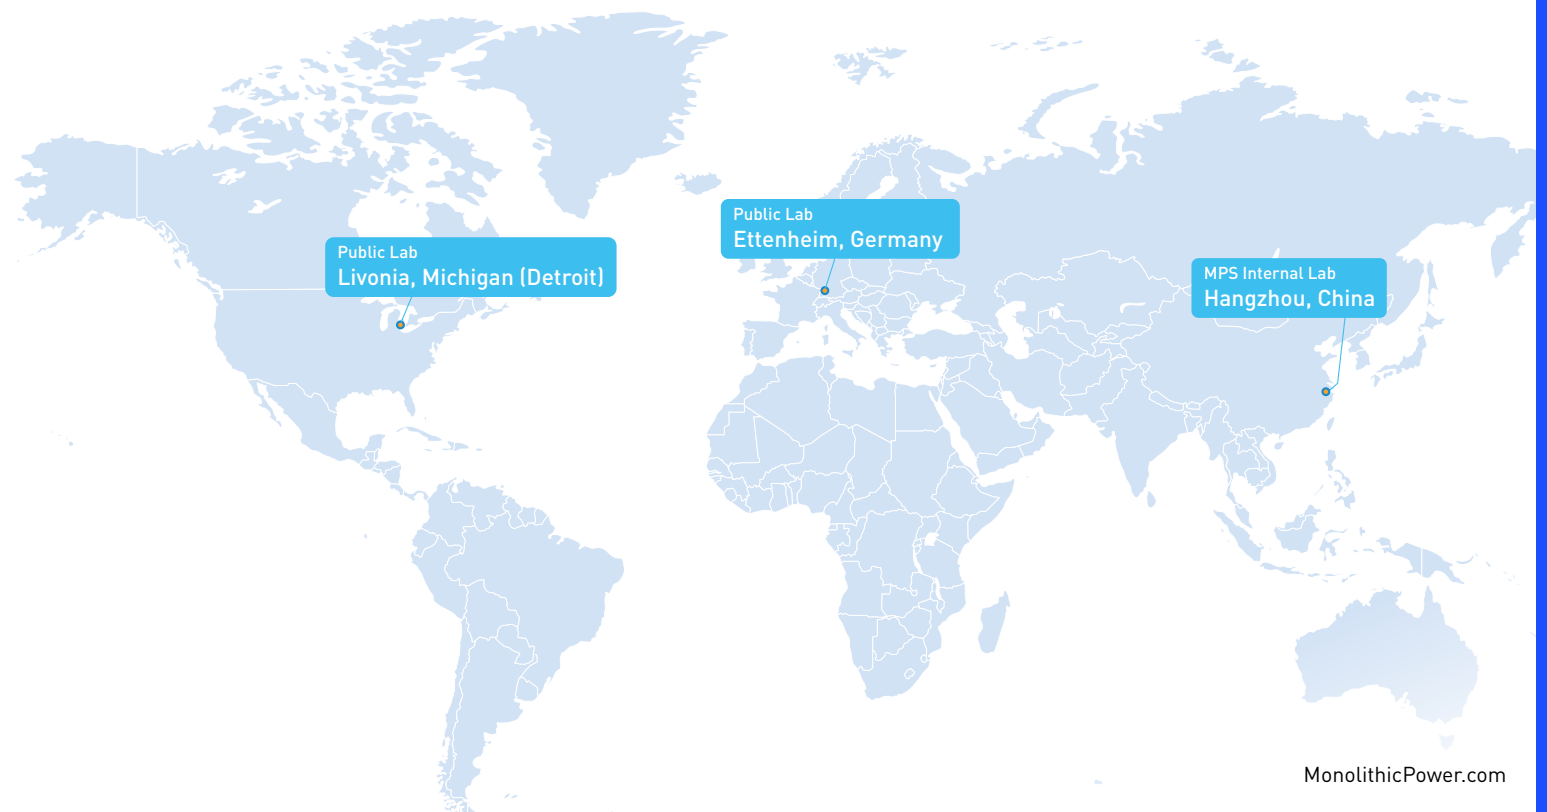 Public Lab
Ettenheim, Germany
Public Lab
Livonia, Michigan (Detroit)
MPS Internal Lab
Hangzhou, China
MonolithicPower.com